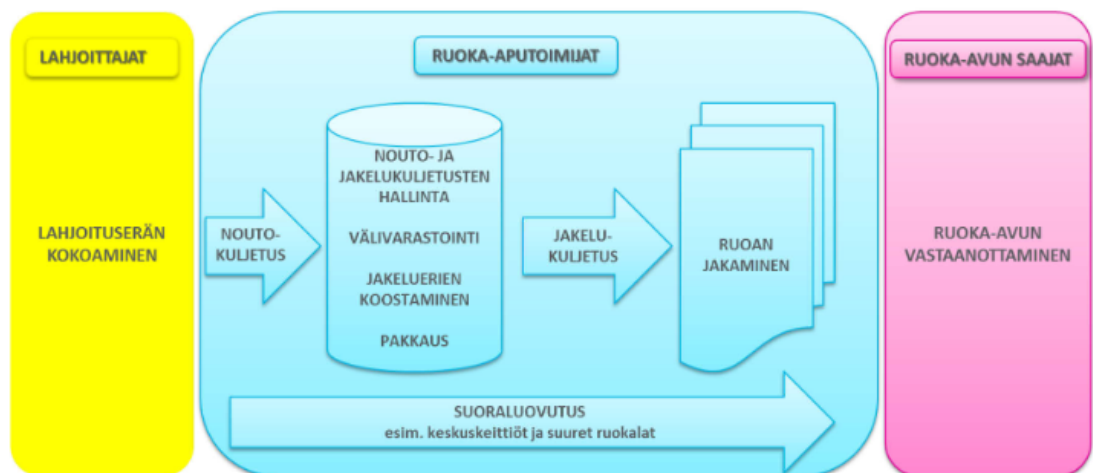 LAHJOITTAJAT
LAHJOITUSERÄN
KOKOAMINEN
RUOKA-APUTOIMIJAT
NOUTO-
KULJETUS
NOUTO- JA
JAKELUKULJETUSTEN
HALLINTA
VÄLIVARASTOINTI
JAKELUERIEN
KOOSTAMINEN
PAKKAUS
JAKELU-
KULJETUS
RUOAN
JAKAMINEN
SUORALUOVUTUS
esim. keskuskeittiöt ja suuret ruokalat
RUOKA-AVUN SAAJAT
RUOKA-AVUN
VASTAANOTTAMINEN